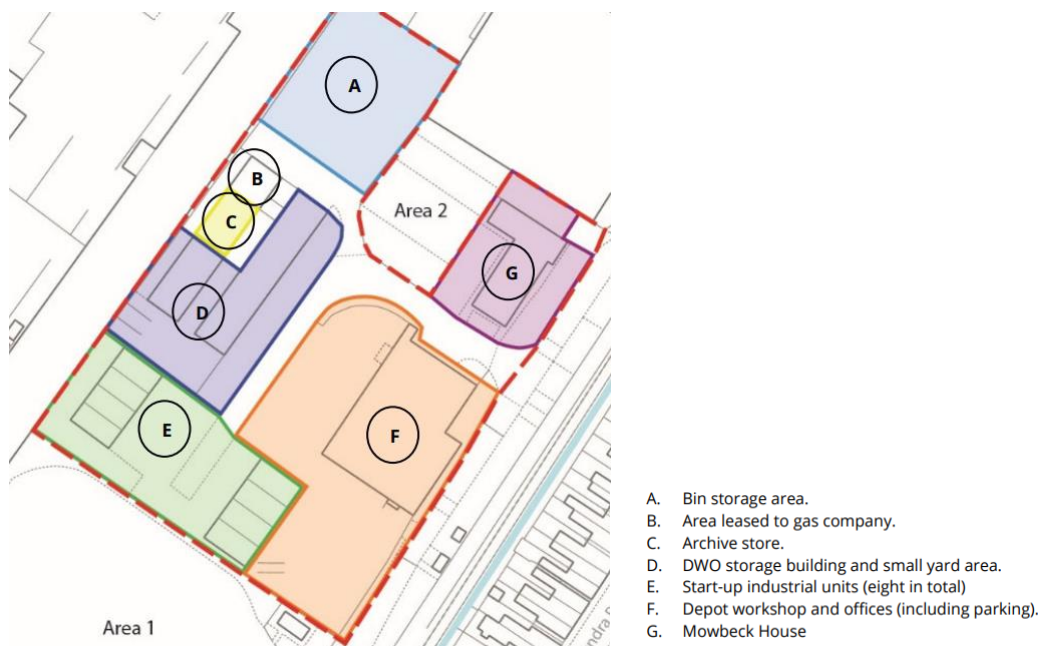 A
B
C
Area 2
G
D
E
F
Area 1
A. Bin storage area.
B. Area leased to gas company.
C. Archive store.
D. DWO storage building and small yard area.
E. Start-up industrial units (eight in total)
F. Depot workshop and offices (including parking).
G. Mowbeck House